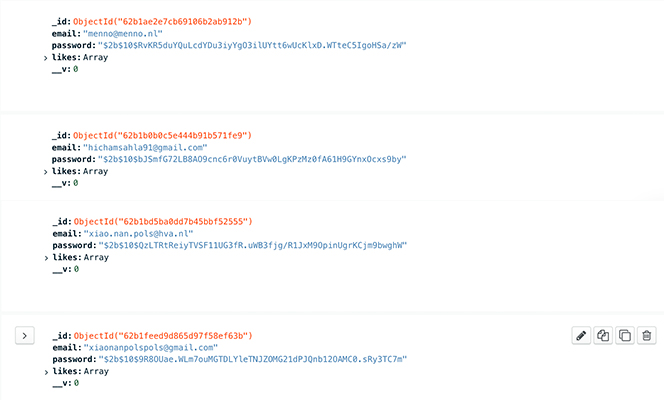 _id: ObjectId("62b1ae2e7cb69106b2ab912b")
email: "menno@menno.nl"
password: "$2b$10$RvKR5duYQuLcdYDu3iyYgO3ilUYtt6wUcKlxD.WTteC5IgoHSa/zW"
likes: Array
__v: 0
_id: ObjectId("62b1b0b0c5e444b91b571fe9")
email: "hichamsahla91@gmail.com"
password: "$2b$10$bJSmfG72LB8AO9cnc6r0VuytBVw0LgKPzMz0fA61H9GYnxOcxs9by"
likes: Array
__v: 0
_id: ObjectId("62b1bd5ba0dd7b45bbf52555")
email: "xiao.nan.pols@hva.nl"
password: "$2b$10$QzLTRtReiyTVSF11UG3fR.uWB3fjg/R1JxM9OpinUgrKCjm9bwghW"
likes: Array
__v: 0
_id: ObjectId("62b1feed9d865d97f58ef63b")
email: "xiaonanpolspols@gmail.com"
password: "$2b$10$9R8OUae.WLm7ouMGTDLYleTNJZOMG21dPJQnb12OAMC0.sRy3TC7m"
likes: Array
__v: 0